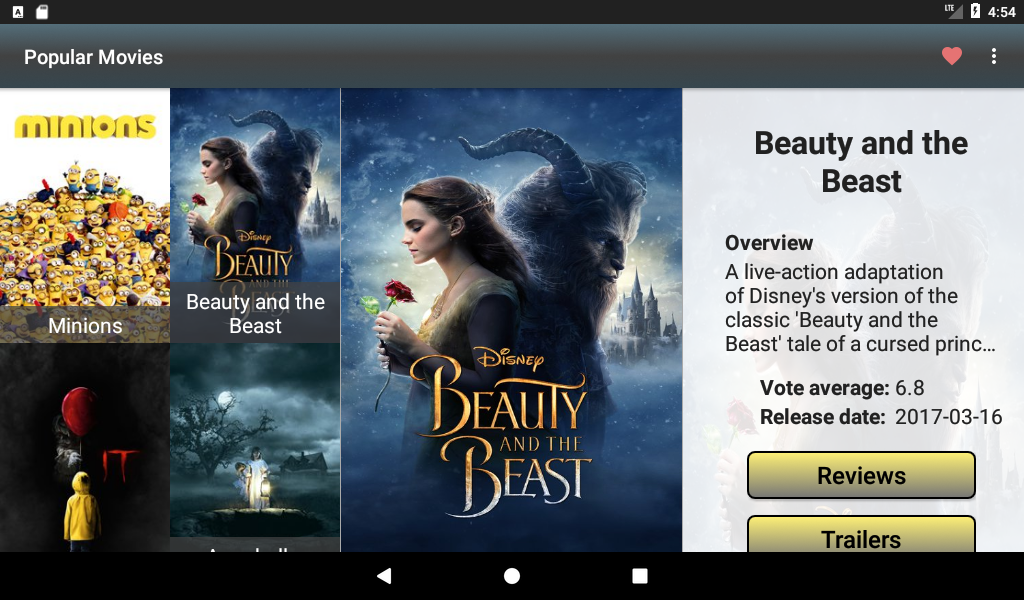 4:54
LTE
Popular Movies
minions
Minions
Disney
BEAUTY
AND THE
Beauty and the
Beast
IT
Disney
BEAUTY
AND THE
BEAST
Beauty and the
Beast
Overview
A live-action adaptation
of Disney's version of the
classic 'Beauty and the
Beast' tale of a cursed princ…
Vote average: 6.8
Release date: 2017-03-16
Reviews
Trailers